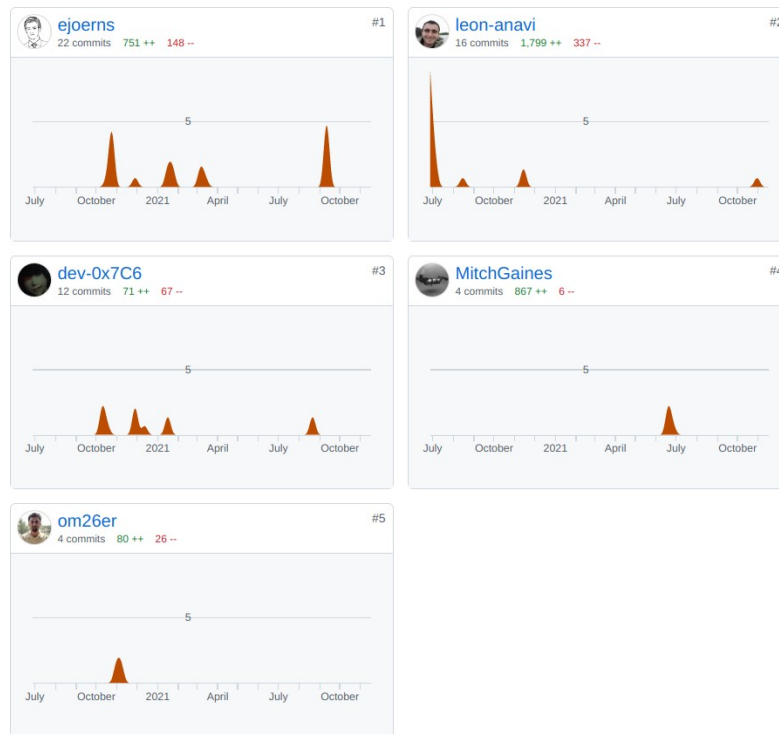 ejoerns #1
22 commits 751 ++ 148 --
5
July October 2021 April July October
leon-anavi #2
16 commits 1,799 ++ 337 --
5
July October 2021 April July October
dev-0x7C6 #3
12 commits 71 ++ 67 --
5
July October 2021 April July October
MitchGaines #4
4 commits 867 ++ 6 --
5
July October 2021 April July October
om26er #5
4 commits 80 ++ 26 --
5
July October 2021 April July October